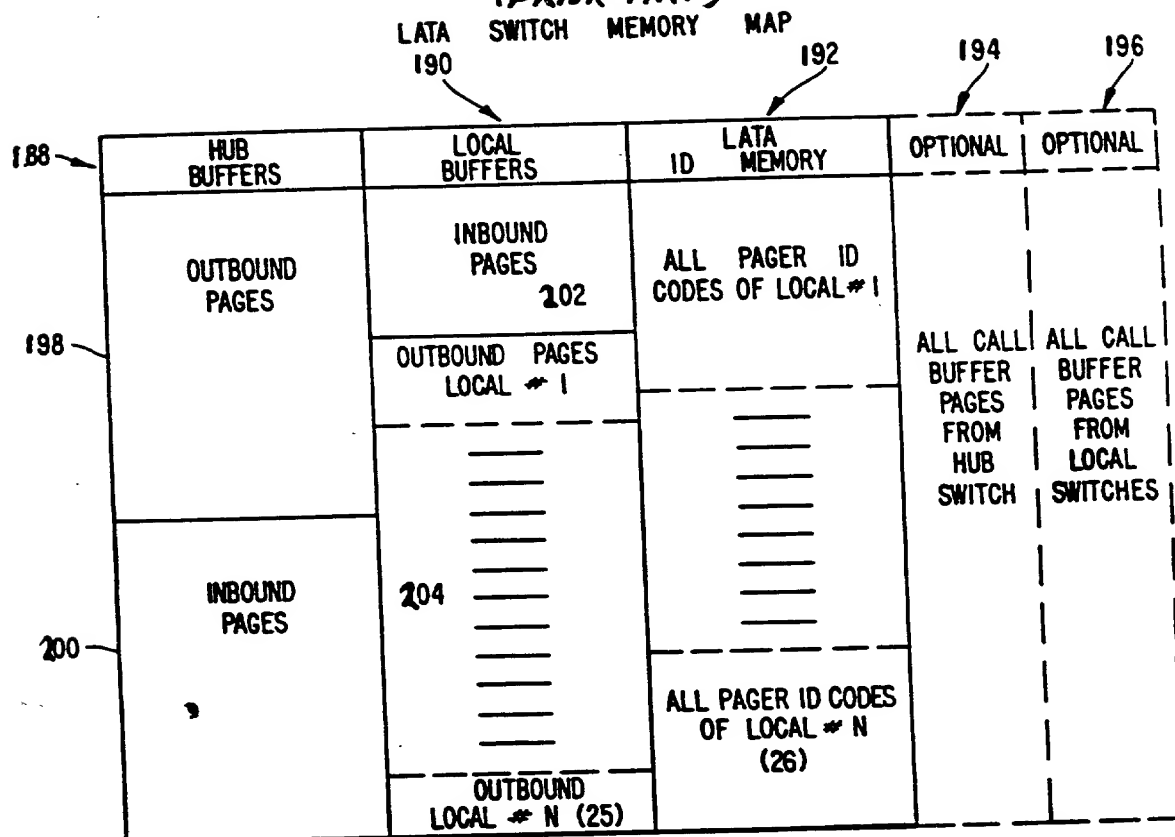 (PRIOR ART)
LATA SWITCH MEMORY MAP
190
192
194
196
188
HUB
BUFFERS
LOCAL
BUFFERS
LATA
ID MEMORY
OPTIONAL
OPTIONAL
OUTBOUND
PAGES
198
INBOUND
PAGES
200
INBOUND
PAGES
202
OUTBOUND PAGES
LOCAL # 1
204
OUTBOUND
LOCAL # N (25)
ALL PAGER ID
CODES OF LOCAL # 1
ALL PAGER ID CODES
OF LOCAL # N
(26)
ALL CALL
BUFFER
PAGES
FROM
HUB
SWITCH
ALL CALL
BUFFER
PAGES
FROM
LOCAL
SWITCHES